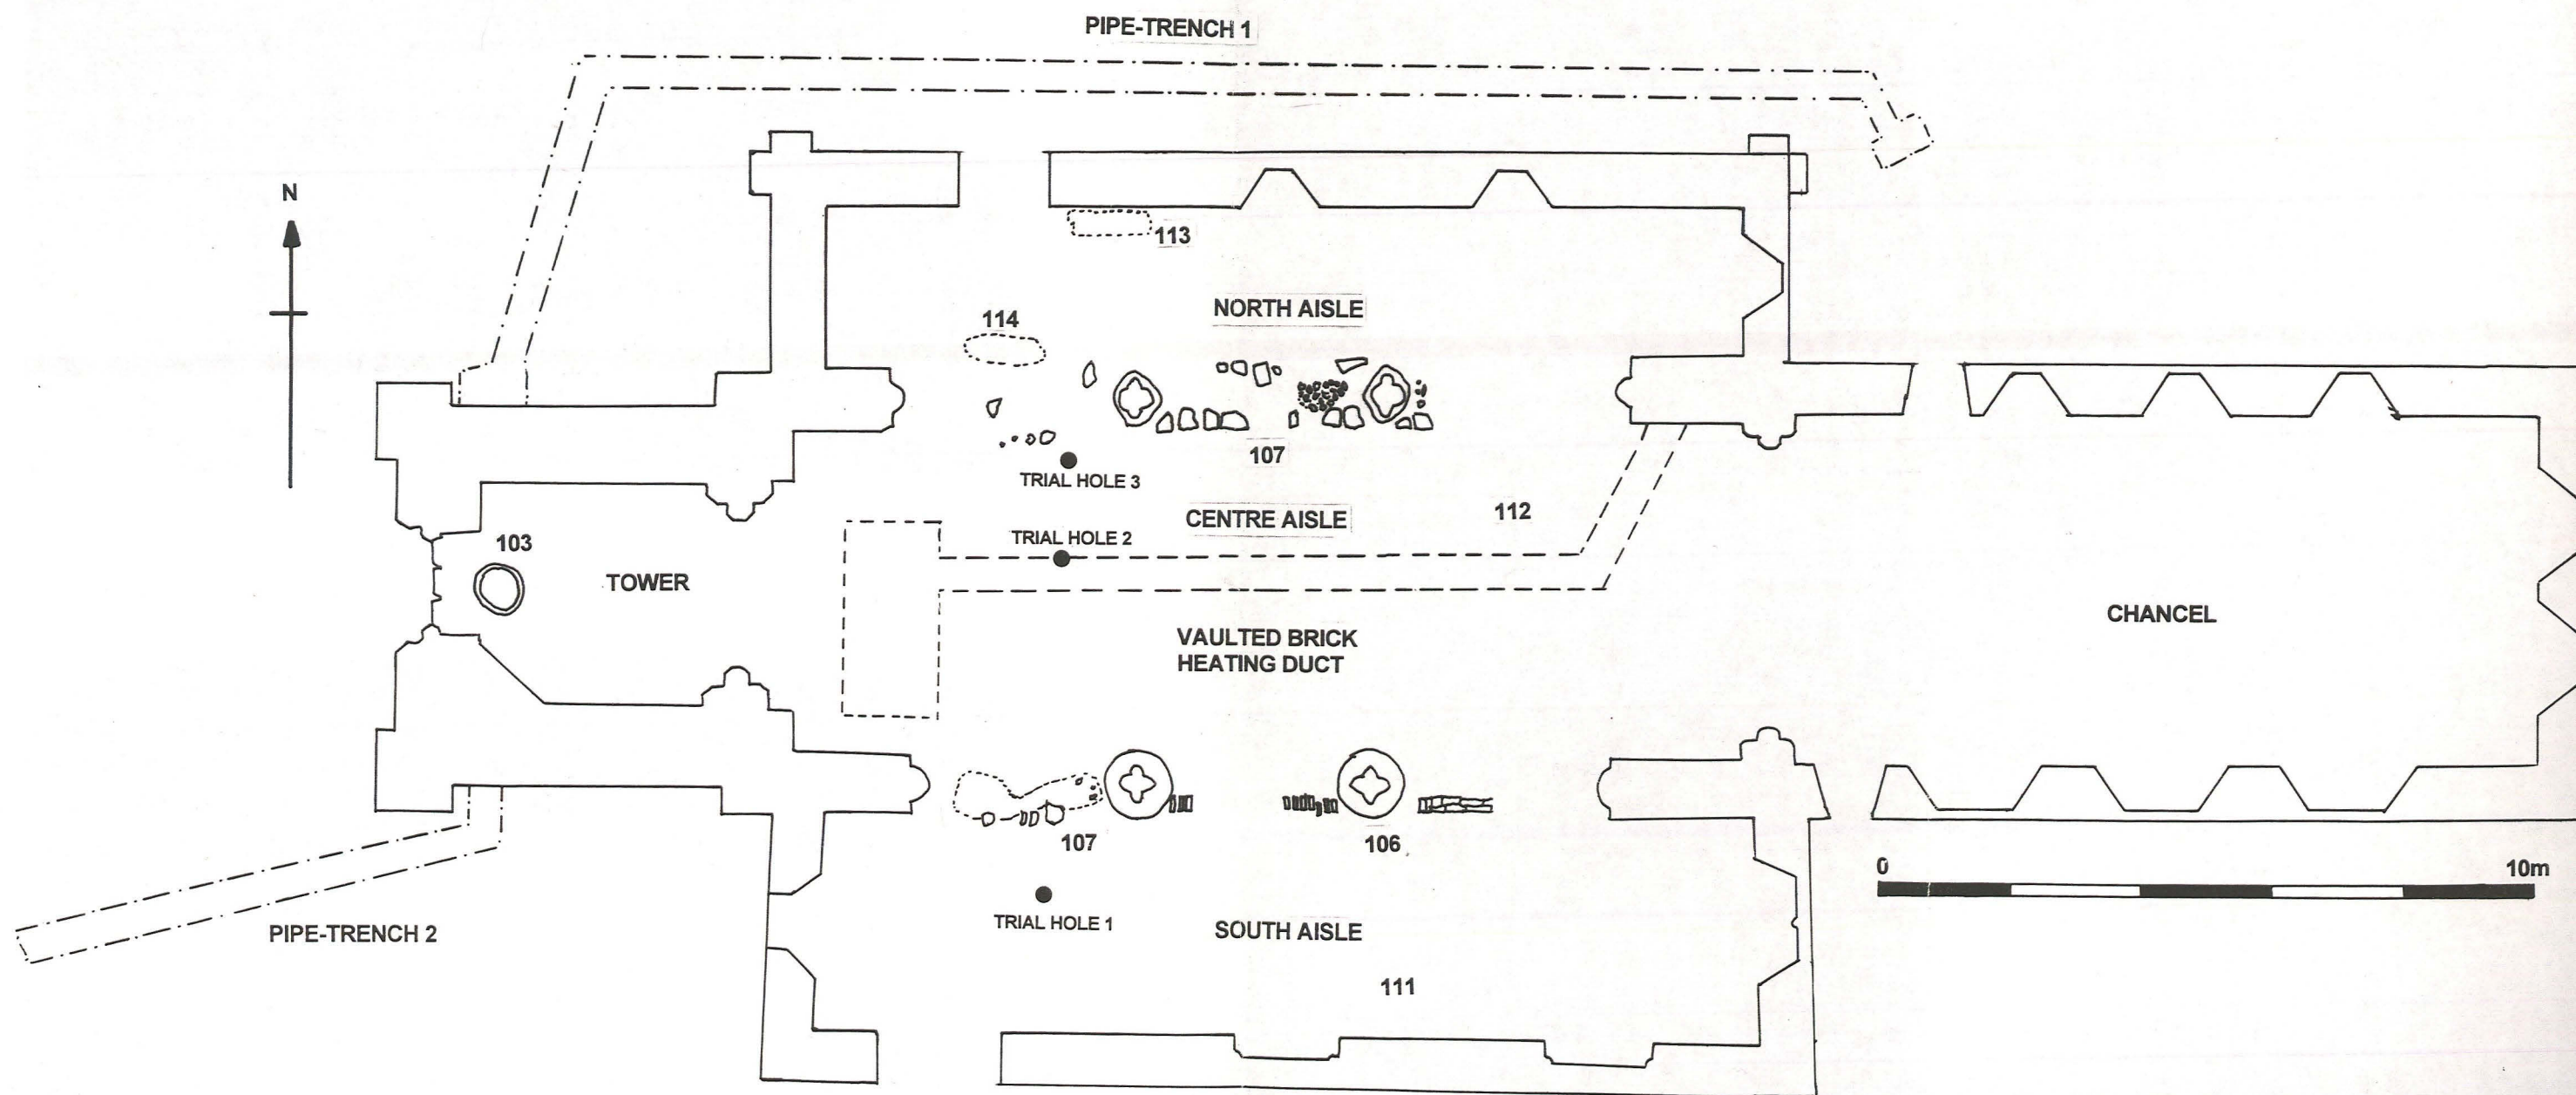 PIPE-TRENCH 1
N
113
NORTH AISLE
114
107
TRIAL HOLE 3
112
CENTRE AISLE
TRIAL HOLE 2
103
TOWER
CHANCEL
VAULTED BRICK
HEATING DUCT
107
106
0
10m
TRIAL HOLE 1
PIPE-TRENCH 2
SOUTH AISLE
111